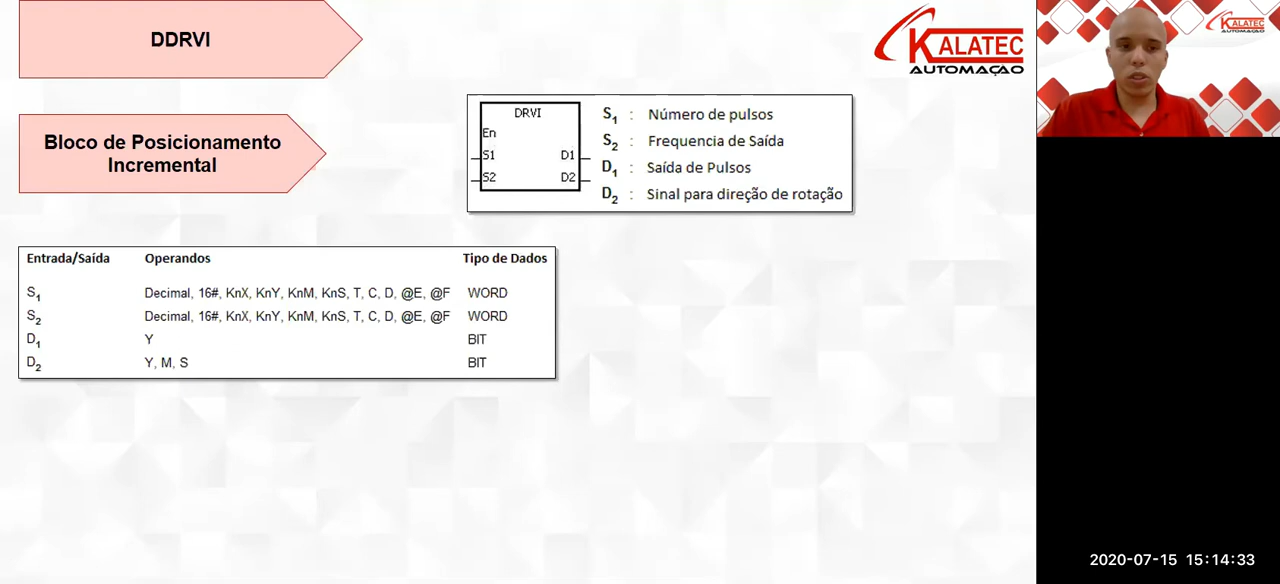 DDRVI
KALATEC
AUTOMAÇÃO
KALATEC
AUTOMAÇÃO
Bloco de Posicionamento
Incremental
DRVI
En
S1 D1
S2 D2
S1 : Número de pulsos
S2 : Frequencia de Saída
D1 : Saída de Pulsos
D2 : Sinal para direção de rotação
Entrada/Saída Operandos Tipo de Dados
S1 Decimal, 16#, KnX, KnY, KnM, KnS, T, C, D, @E, @F WORD
S2 Decimal, 16#, KnX, KnY, KnM, KnS, T, C, D, @E, @F WORD
D1 Y BIT
D2 Y, M, S BIT
2020-07-15 15:14:33